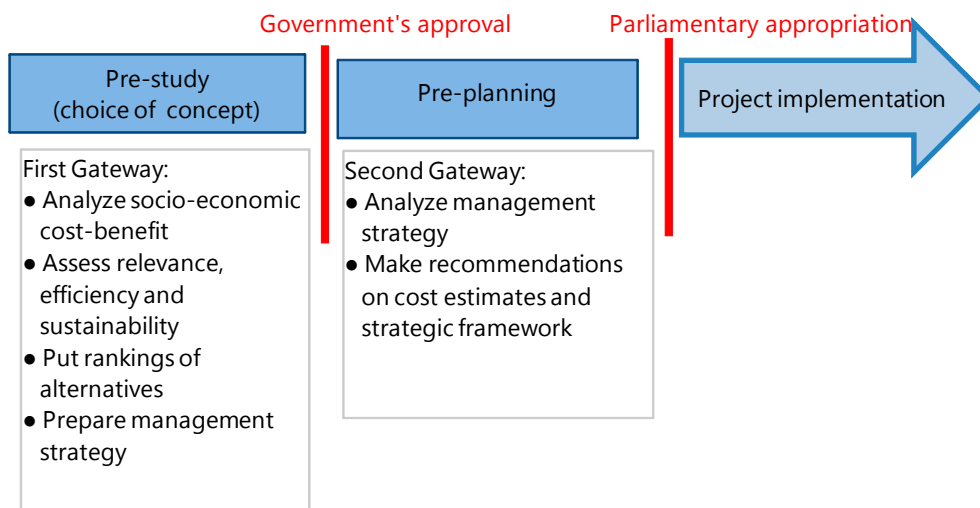 Government's approval
Parliamentary appropriation
Pre-study
(choice of concept)
Pre-planning
Project implementation
First Gateway:
● Analyze socio-economic
cost-benefit
● Assess relevance,
efficiency and
sustainability
● Put rankings of
alternatives
● Prepare management
strategy
Second Gateway:
● Analyze management
strategy
● Make recommendations
on cost estimates and
strategic framework